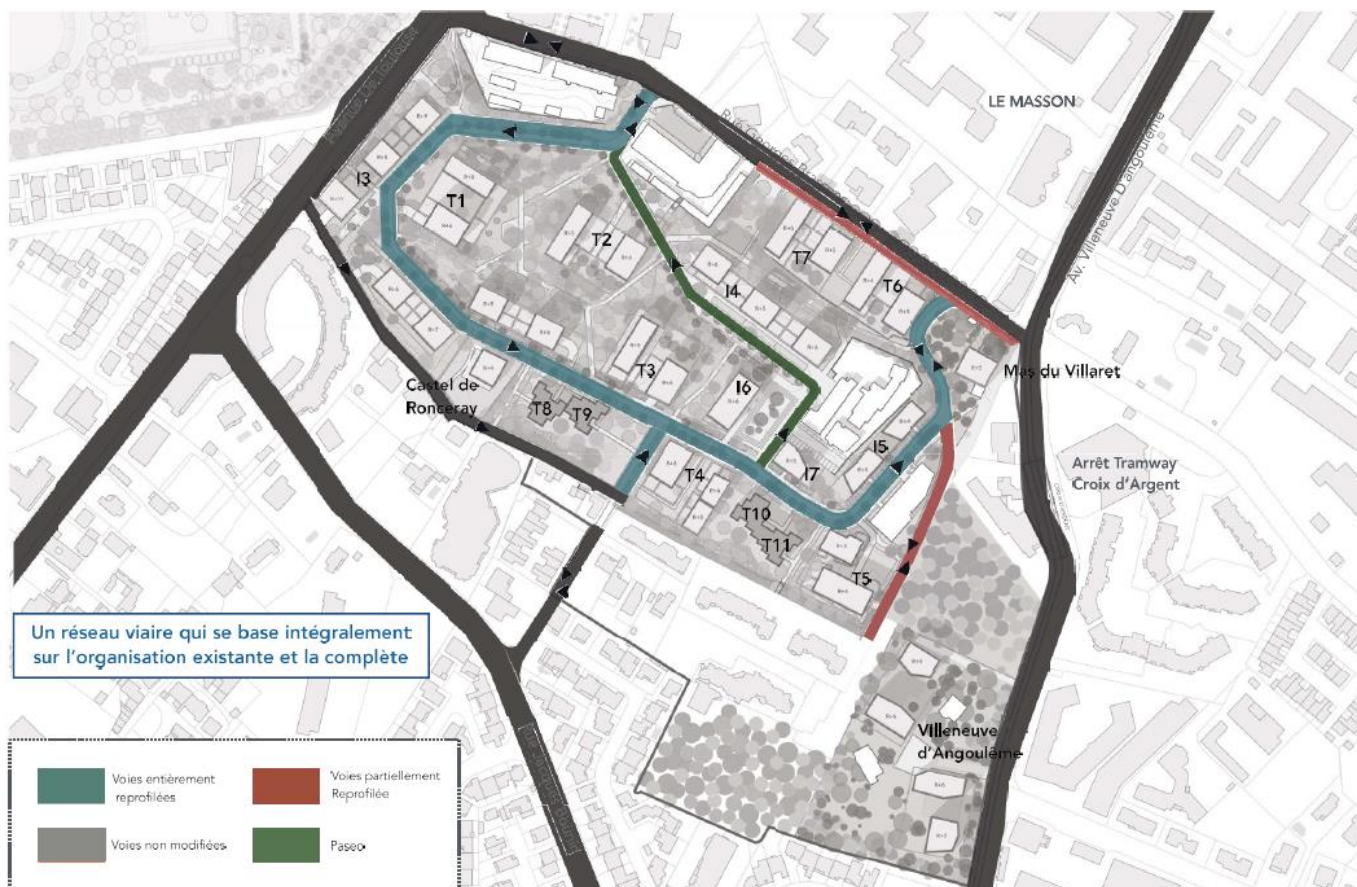 LE MASSON
Av. Villeneuve D'angoulême
I3
T1
T2
T7
I4
T6
T3
I6
Mas du Villaret
Castel de
Ronceray
T8
T9
I5
I7
T4
Arrêt Tramway
Croix d'Argent
T10
T11
T5
Un réseau viaire qui se base intégralement
sur l'organisation existante et la complète
Villeneuve
d'Angoulême
Voies entièrement
reprofilées
Voies partiellement
Reprofilée
Voies non modifiées
Paseo